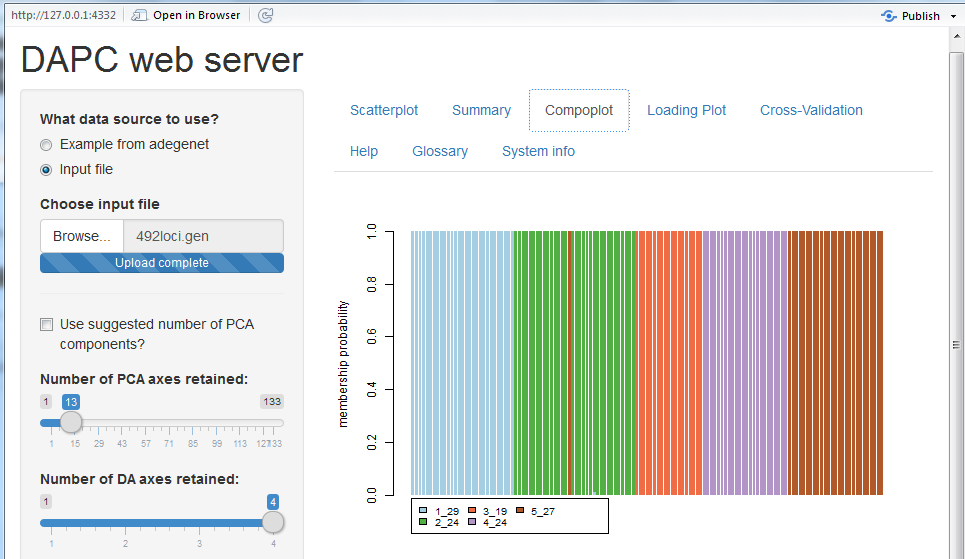 http://127.0.0.1:4332 Open in Browser Publish
DAPC web server
What data source to use?
Example from adegenet
Input file
Choose input file
Browse... 492loci.gen
Upload complete
Use suggested number of PCA
components?
Number of PCA axes retained:
1 13 133
1 15 29 43 57 71 85 99 113 127 133
Number of DA axes retained:
1 4
1 2 3 4
Scatterplot Summary Compoplot Loading Plot Cross-Validation
Help Glossary System info
membership probability
1.0
0.8
0.6
0.4
0.2
0.0
1_29 3_19 5_27
2_24 4_24